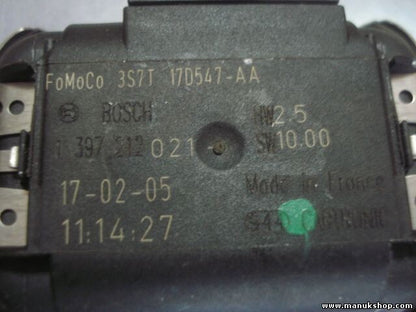 FoMoCo 3S7T 17D547-AA
BOSCH HW2.5
1 397 212 021 SW10.00
17-02-05 Made in France
11:14:27
www.manukshop.com